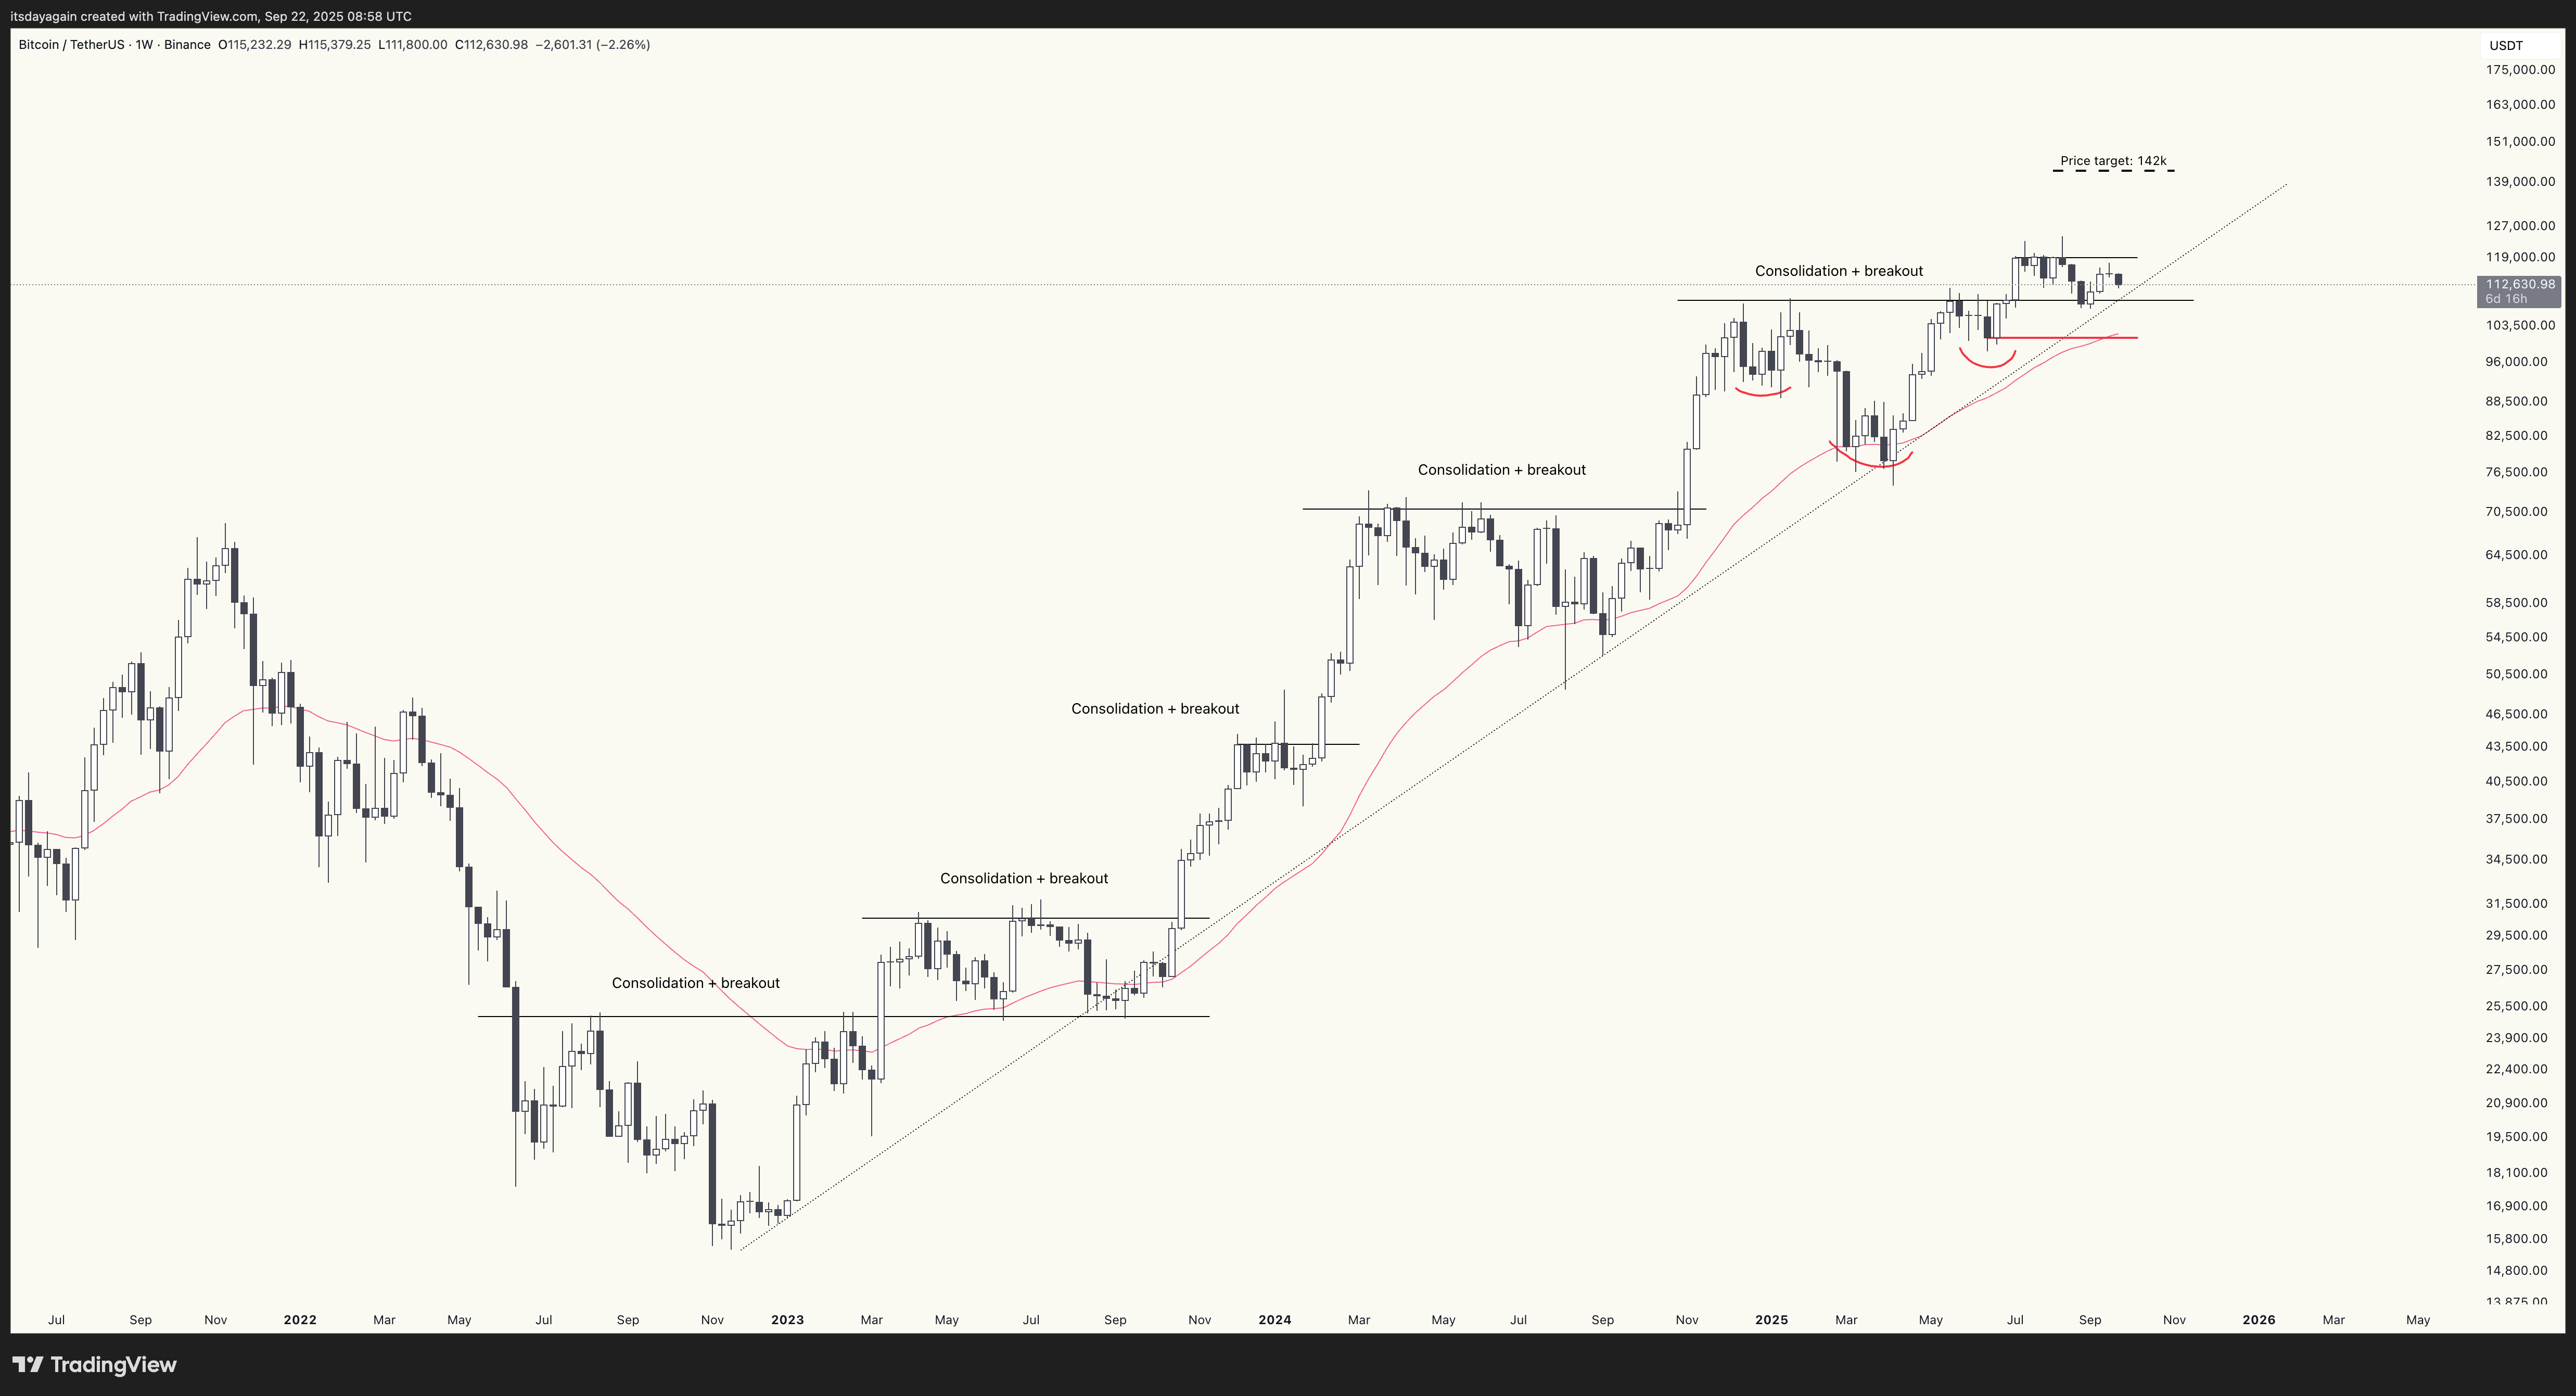 itsdayagain created with TradingView.com, Sep 22, 2025 08:58 UTC
Bitcoin / TetherUS · 1W · Binance O115,232.29 H115,379.25 L111,800.00 C112,630.98 −2,601.31 (−2.26%)
USDT
175,000.00
163,000.00
151,000.00
Price target: 142k
139,000.00
127,000.00
119,000.00
Consolidation + breakout
112,630.98
6d 16h
103,500.00
96,000.00
88,500.00
82,500.00
Consolidation + breakout
76,500.00
70,500.00
64,500.00
58,500.00
54,500.00
50,500.00
Consolidation + breakout
46,500.00
43,500.00
40,500.00
37,500.00
34,500.00
Consolidation + breakout
31,500.00
29,500.00
27,500.00
Consolidation + breakout
25,500.00
23,900.00
22,400.00
20,900.00
19,500.00
18,100.00
16,900.00
15,800.00
14,800.00
13,875.00
Jul Sep Nov 2022 Mar May Jul Sep Nov 2023 Mar May Jul Sep Nov 2024 Mar May Jul Sep Nov 2025 Mar May Jul Sep Nov 2026 Mar May
TradingView